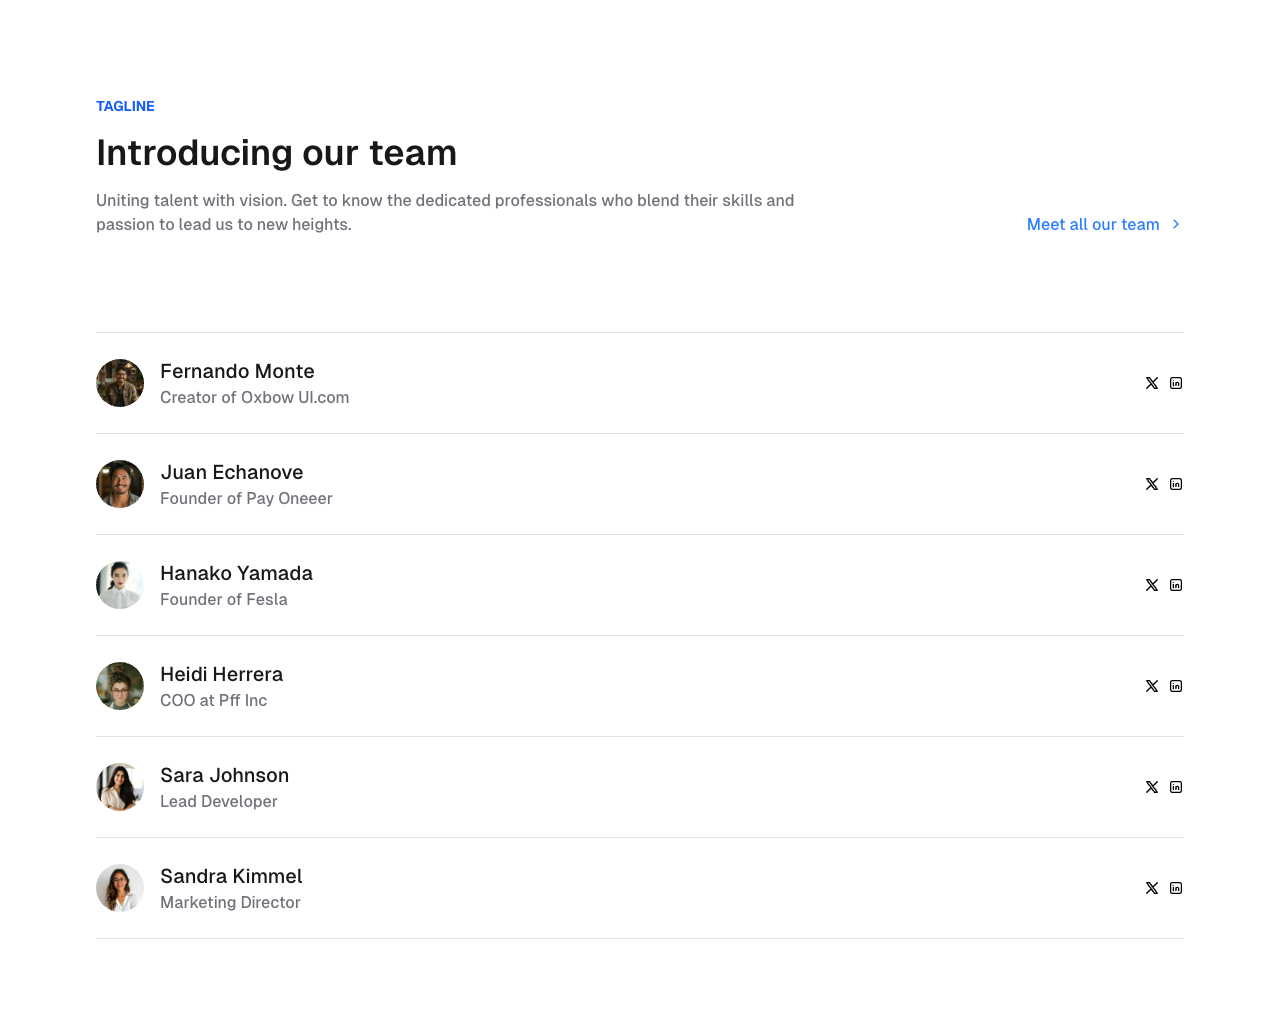 TAGLINE
Introducing our team
Uniting talent with vision. Get to know the dedicated professionals who blend their skills and
passion to lead us to new heights.
Meet all our team
Fernando Monte
Creator of Oxbow UI.com
Juan Echanove
Founder of Pay Oneeer
Hanako Yamada
Founder of Fesla
Heidi Herrera
COO at Pff Inc
Sara Johnson
Lead Developer
Sandra Kimmel
Marketing Director